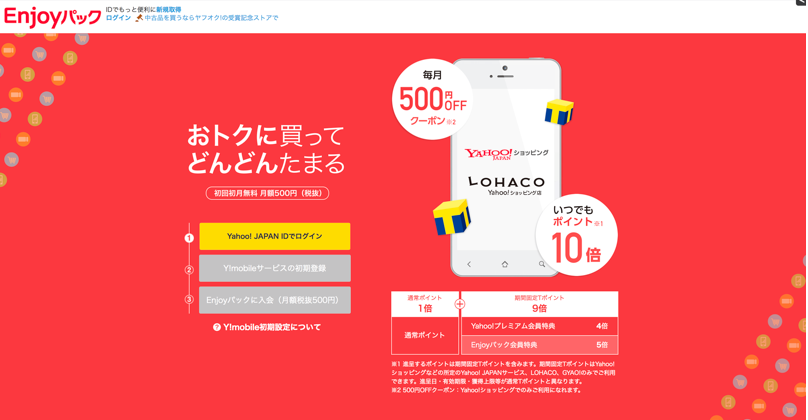 Enjoyパック
IDでもっと便利に新規取得
ログイン 中古品を買うならヤフオク!の受賞記念ストアで
おトクに買って
どんどんたまる
初回初月無料 月額500円（税抜）
1 Yahoo! JAPAN IDでログイン
2 Y!mobileサービスの初期登録
3 Enjoyパックに入会（月額税抜500円）
? Y!mobile初期設定について
毎月
500円OFF
クーポン※2
YAHOO! JAPAN ショッピング
LOHACO
Yahoo!ショッピング店
いつでも
ポイント※1
10倍
通常ポイント
1倍
+
期間固定Tポイント
9倍
通常ポイント
Yahoo!プレミアム会員特典 4倍
Enjoyパック会員特典 5倍
※1 進呈するポイントは期間固定Tポイントを含みます。期間固定TポイントはYahoo!
ショッピングなどの所定のYahoo! JAPANサービス、LOHACO、GYAO!のみでご利用
できます。進呈日・有効期限・獲得上限等が通常Tポイントと異なります。
※2 500円OFFクーポン：Yahoo!ショッピングでのみご利用になれます。